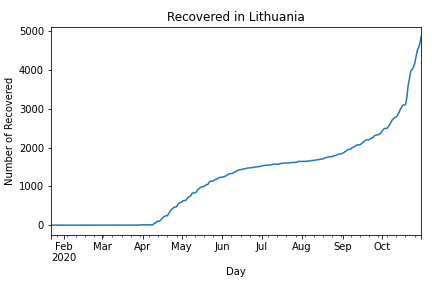 Recovered in Lithuania
Number of Recovered
5000
4000
3000
2000
1000
0
Feb Mar Apr May Jun Jul Aug Sep Oct
2020
Day